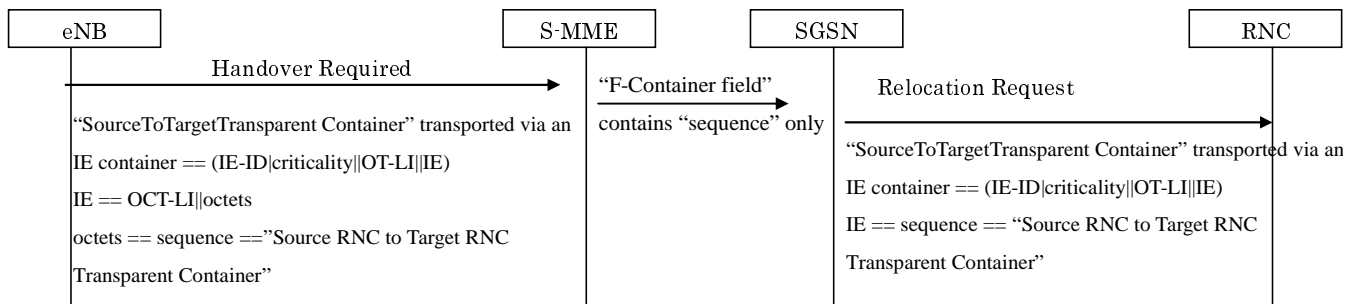 eNB
S-MME
SGSN
RNC
Handover Required
“F-Container field”
contains “sequence” only
Relocation Request
“SourceToTargetTransparent Container” transported via an
IE container == (IE-ID|criticality||OT-LI||IE)
IE == OCT-LI||octets
octets == sequence ==”Source RNC to Target RNC
Transparent Container”
“SourceToTargetTransparent Container” transported via an
IE container == (IE-ID|criticality||OT-LI||IE)
IE == sequence == “Source RNC to Target RNC
Transparent Container”